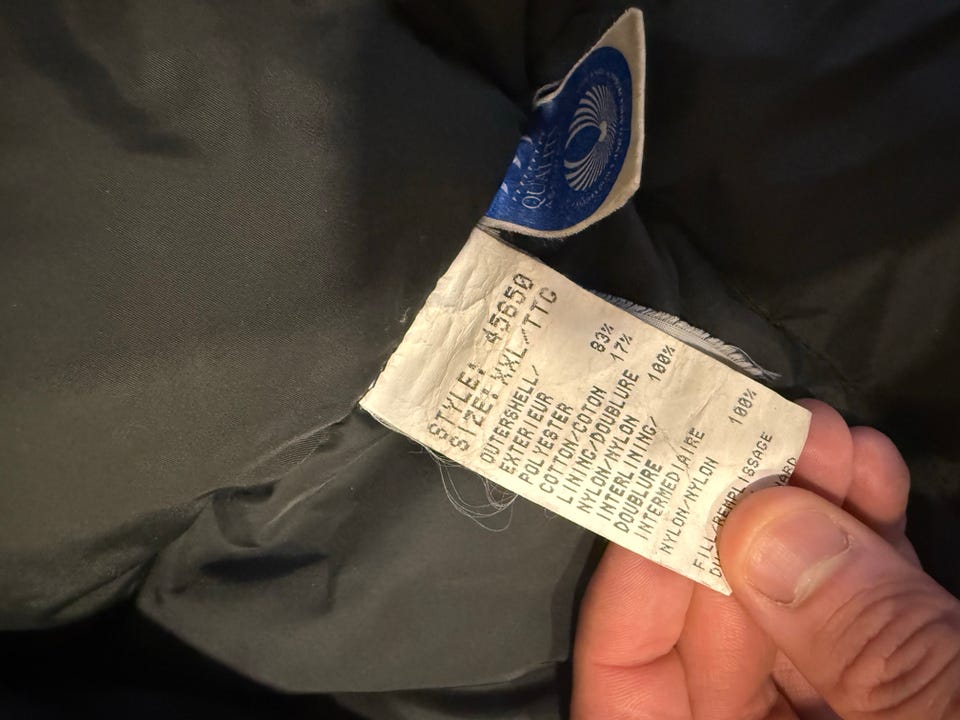 QUALITY
STYLE: 45650
SIZE: XXL/TTG
OUTERSHELL/
EXTERIEUR
POLYESTER 83%
COTTON/COTON 17%
LINING/DOUBLURE
NYLON/NYLON 100%
INTERLINING/
DOUBLURE
INTERMEDIAIRE
NYLON/NYLON 100%
FILL/REMPLISSAGE